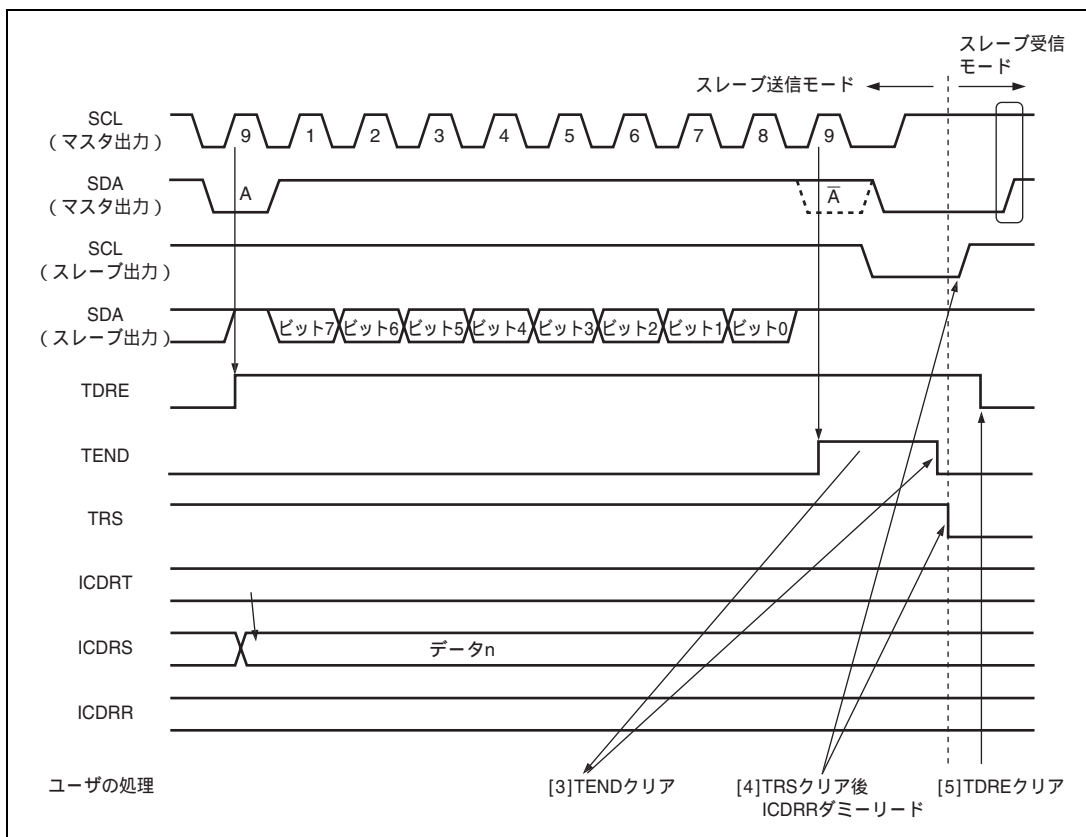 スレーブ受信
モード
スレーブ送信モード
SCL
(マスタ出力)
9 1 2 3 4 5 6 7 8 9
SDA
(マスタ出力)
A A̅
SCL
(スレーブ出力)
SDA
(スレーブ出力)
ビット7 ビット6 ビット5 ビット4 ビット3 ビット2 ビット1 ビット0
TDRE
TEND
TRS
ICDRT
ICDRS
データn
ICDRR
ユーザの処理
[3]TENDクリア
[4]TRSクリア後
ICDRRダミーリード
[5]TDREクリア